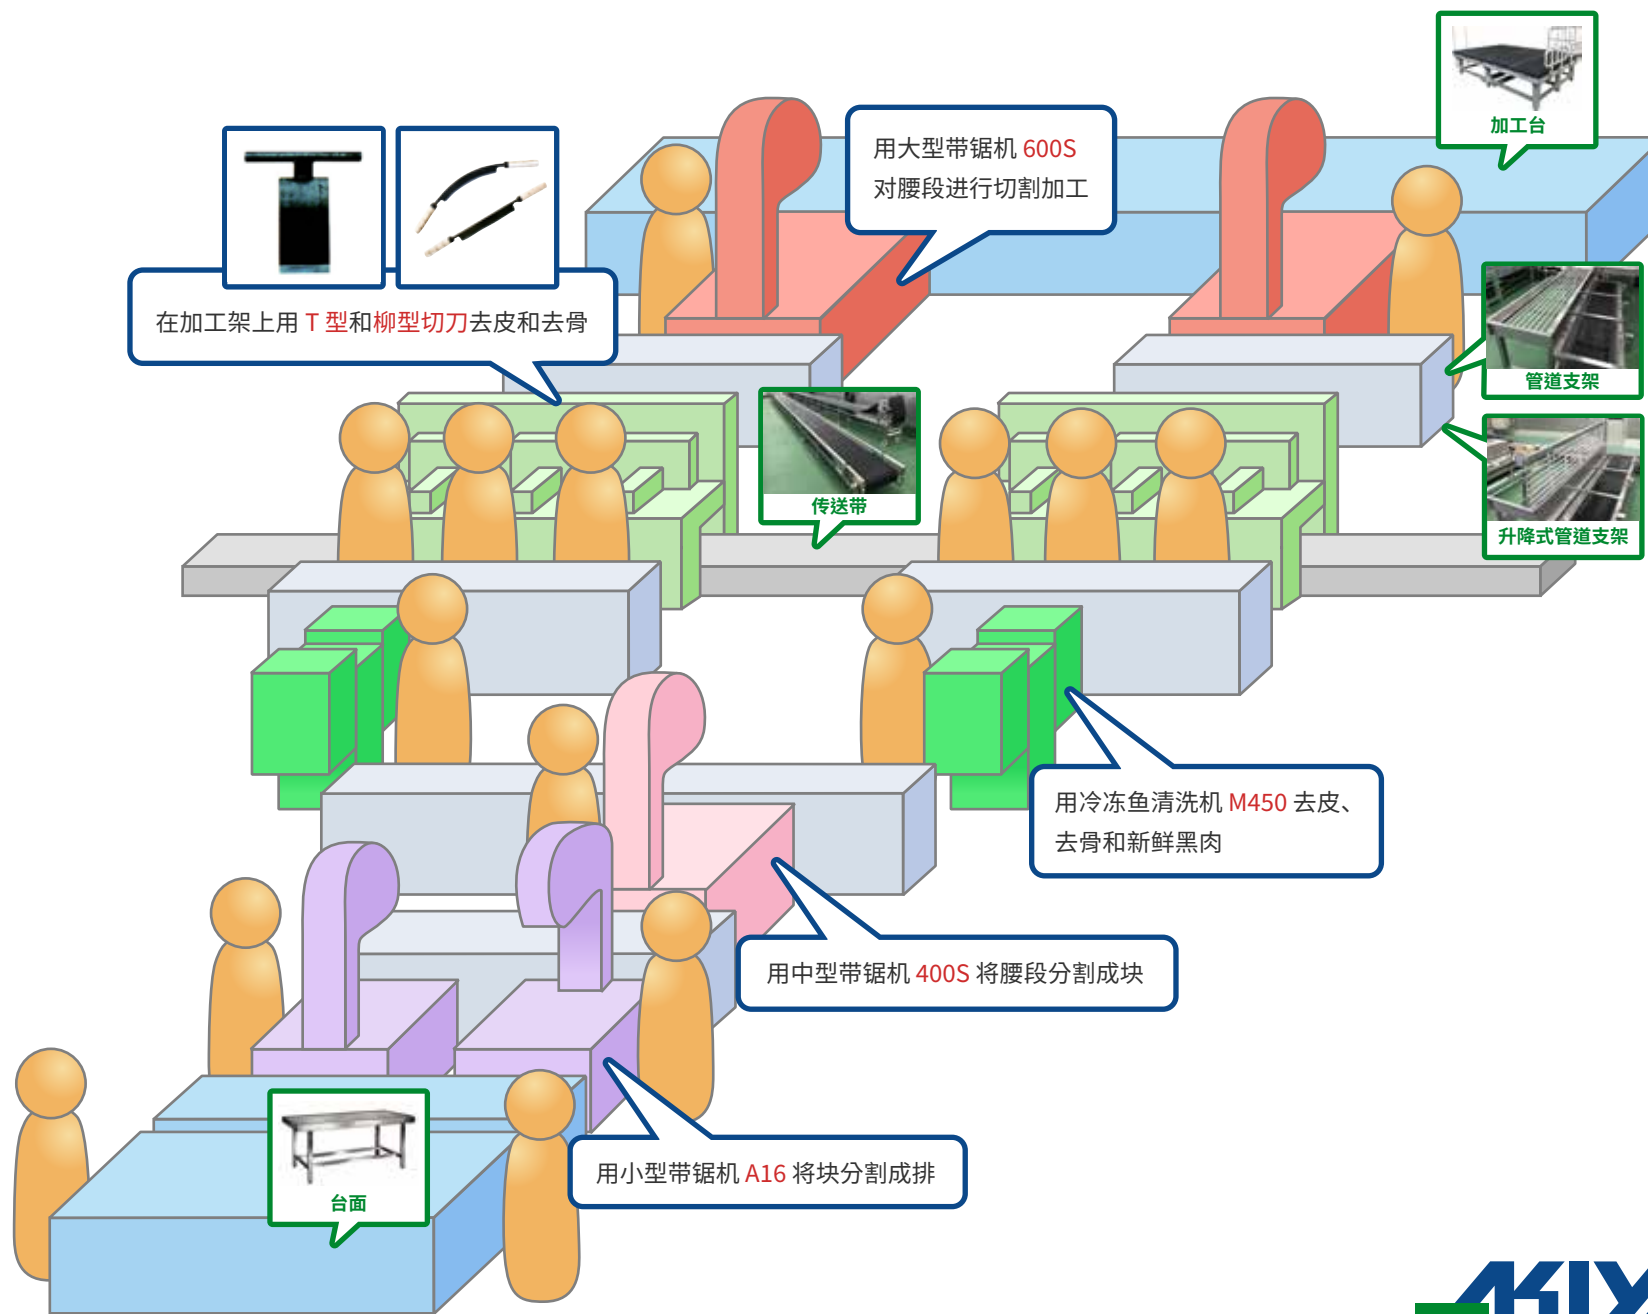 加工台
用大型带锯机 600S
对腰段进行切割加工
在加工架上用 T 型和柳型切刀去皮和去骨
管道支架
传送带
升降式管道支架
用冷冻鱼清洗机 M450 去皮、
去骨和新鲜黑肉
用中型带锯机 400S 将腰段分割成块
用小型带锯机 A16 将块分割成排
台面